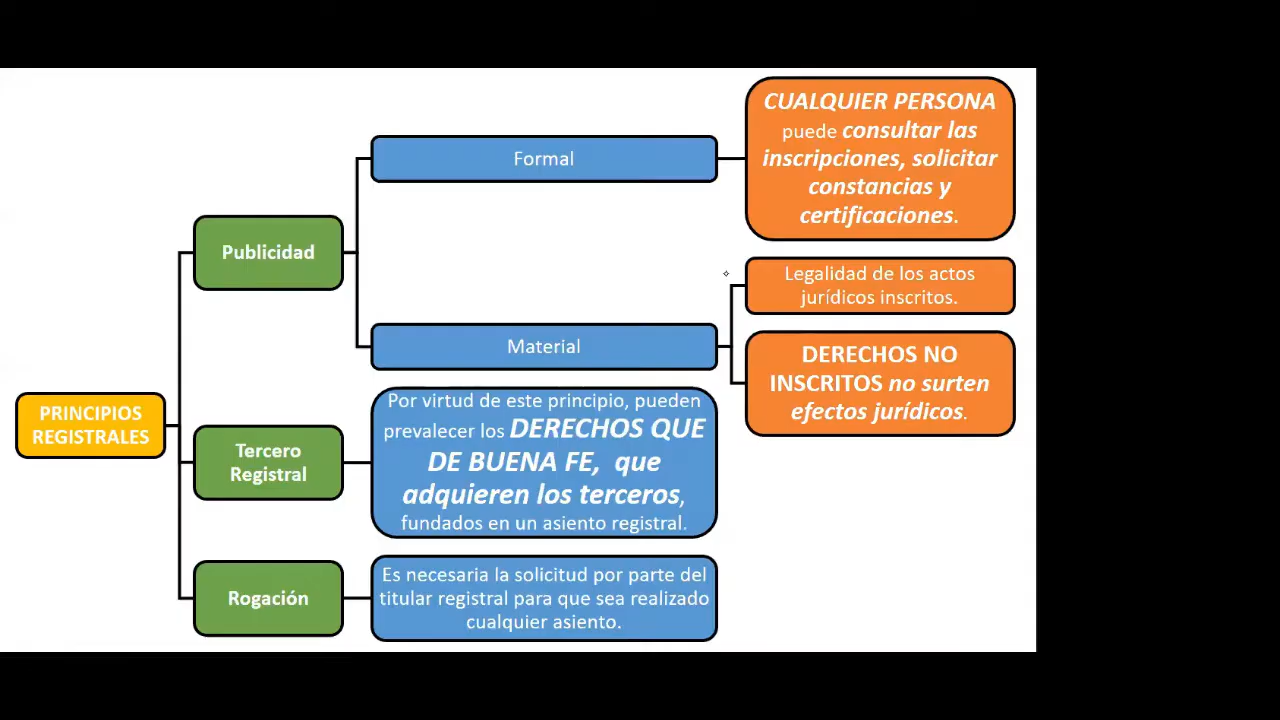 PRINCIPIOS
REGISTRALES
Publicidad
Formal
CUALQUIER PERSONA
puede consultar las
inscripciones, solicitar
constancias y
certificaciones.
Material
Legalidad de los actos
jurídicos inscritos.
DERECHOS NO
INSCRITOS no surten
efectos jurídicos.
Tercero
Registral
Por virtud de este principio, pueden
prevalecer los DERECHOS QUE
DE BUENA FE, que
adquieren los terceros,
fundados en un asiento registral.
Rogación
Es necesaria la solicitud por parte del
titular registral para que sea realizado
cualquier asiento.